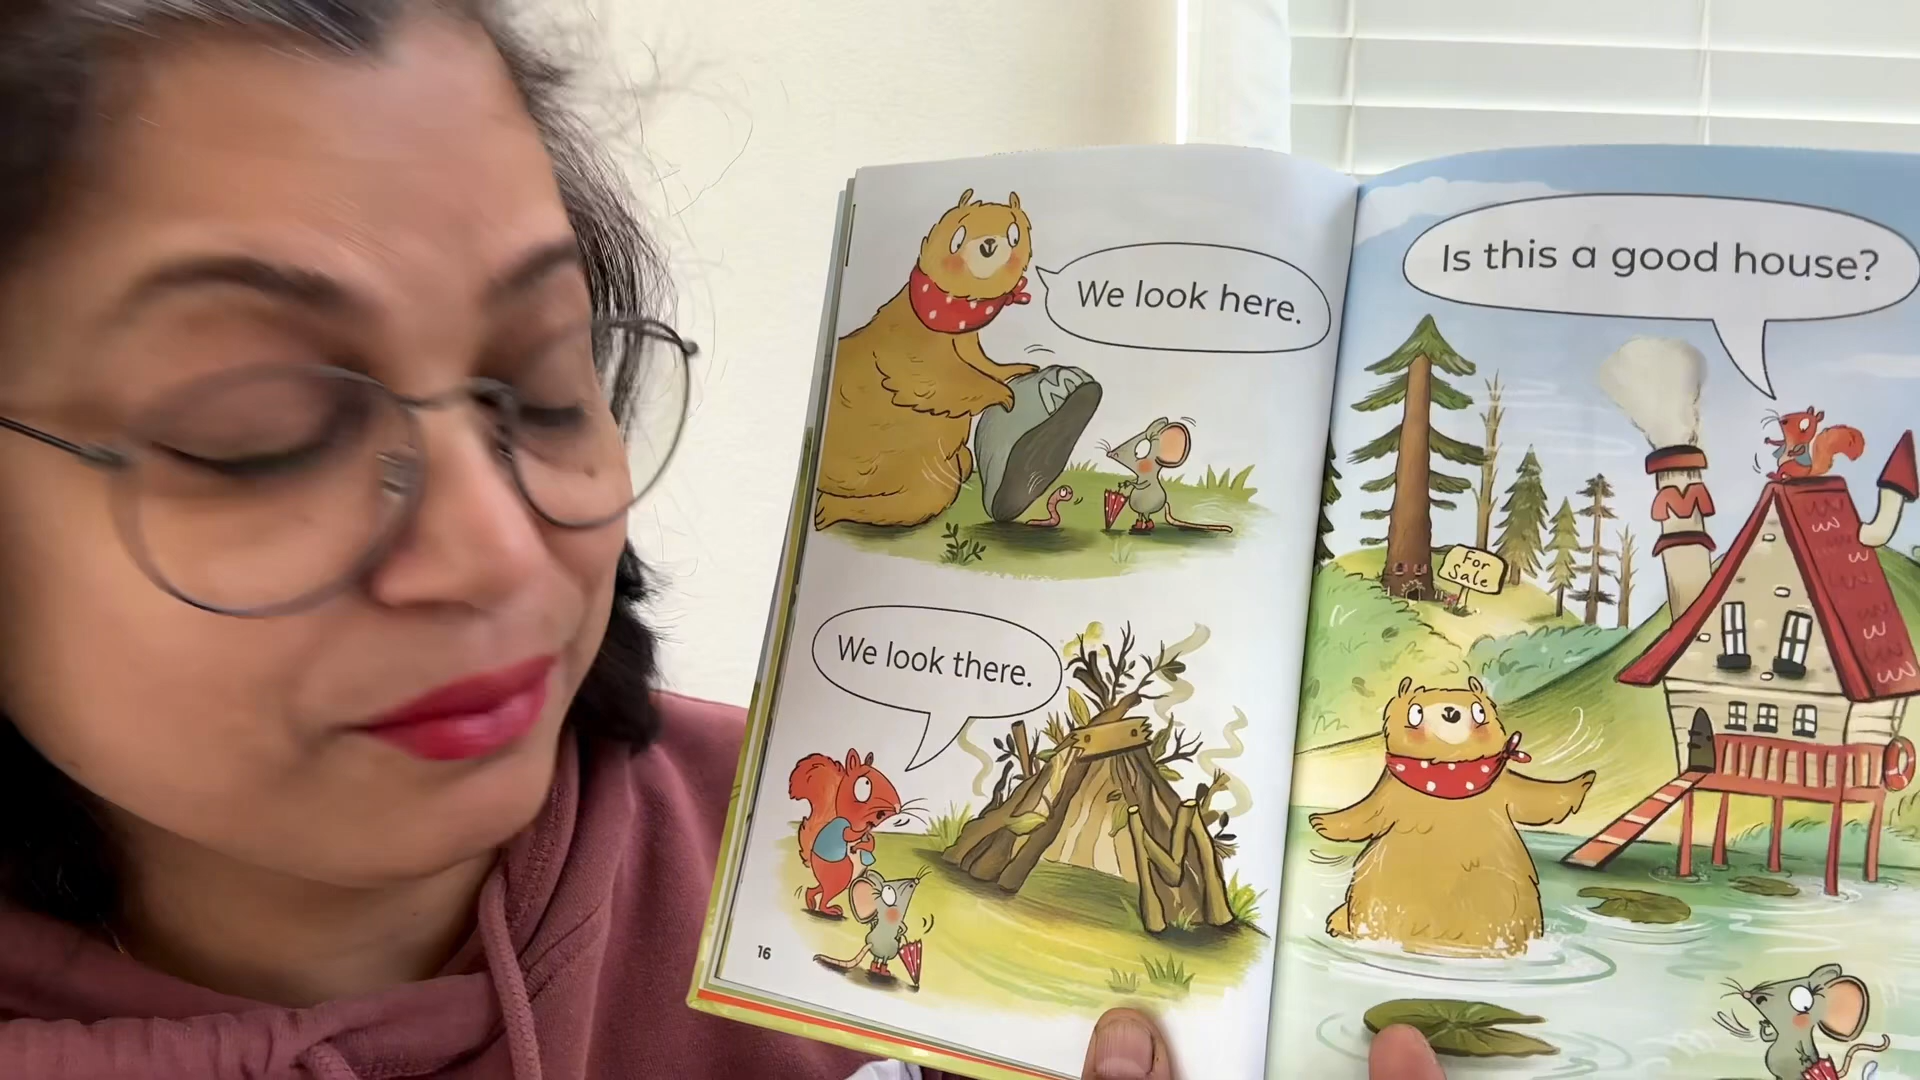 We look here.
We look there.
16
Is this a good house?
M
For
Sale